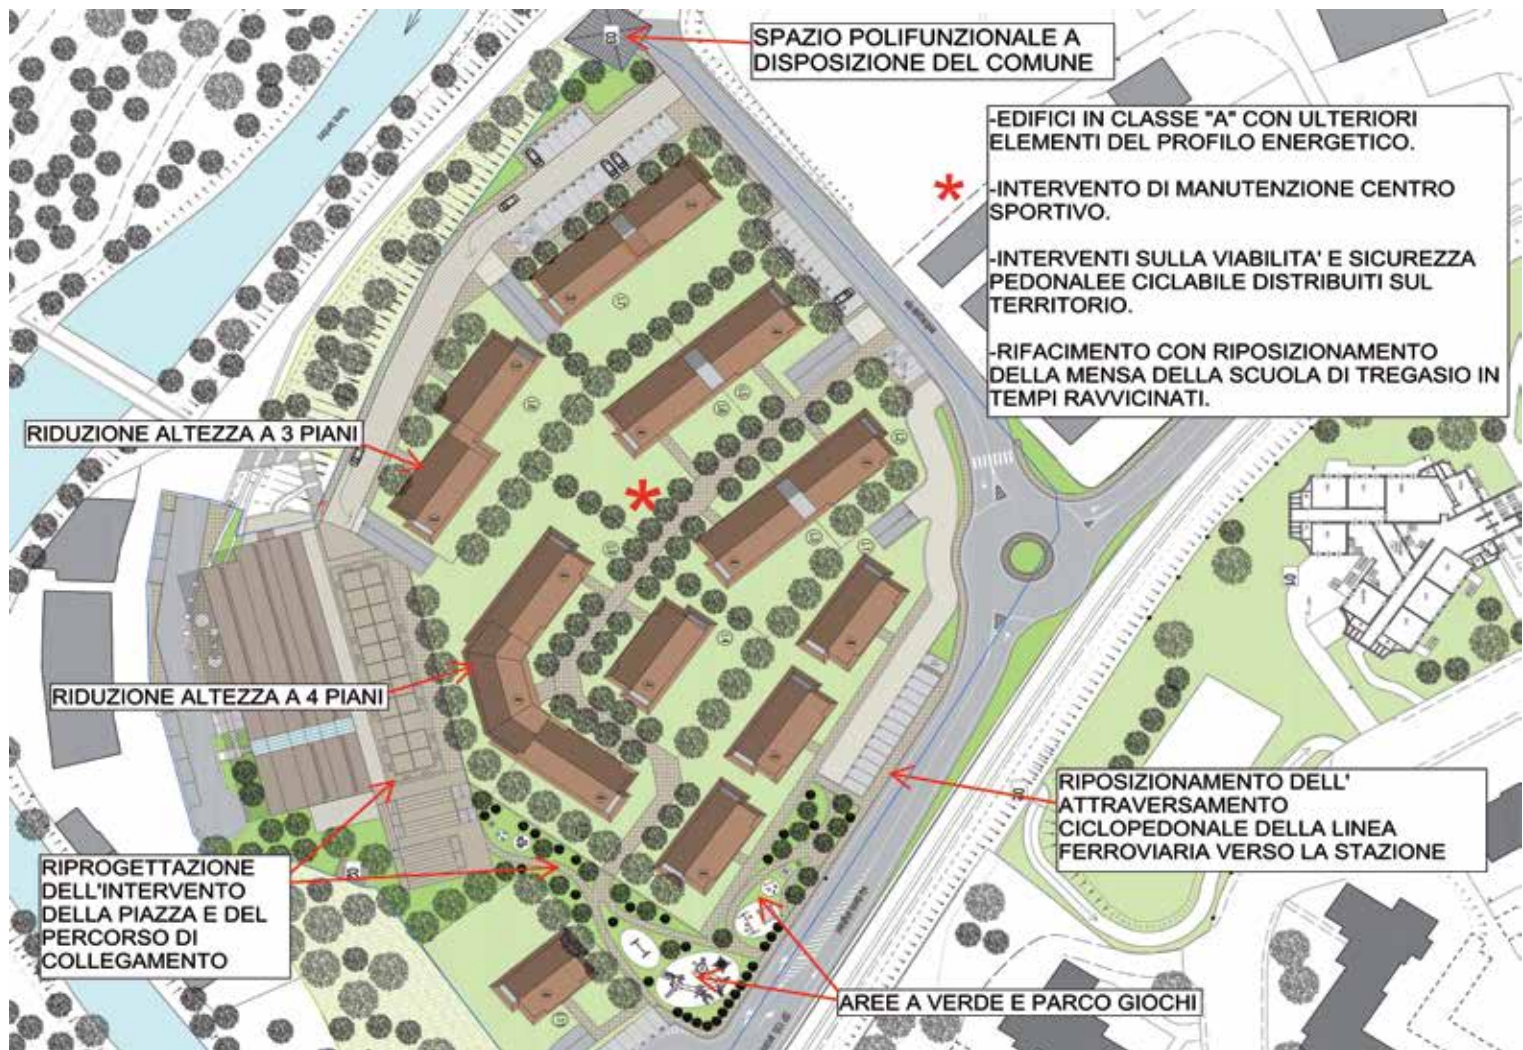 SPAZIO POLIFUNZIONALE A
DISPOSIZIONE DEL COMUNE
-EDIFICI IN CLASSE "A" CON ULTERIORI
ELEMENTI DEL PROFILO ENERGETICO.
-INTERVENTO DI MANUTENZIONE CENTRO
SPORTIVO.
-INTERVENTI SULLA VIABILITA' E SICUREZZA
PEDONALEE CICLABILE DISTRIBUITI SUL
TERRITORIO.
-RIFACIMENTO CON RIPOSIZIONAMENTO
DELLA MENSA DELLA SCUOLA DI TREGASIO IN
TEMPI RAVVICINATI.
RIDUZIONE ALTEZZA A 3 PIANI
RIDUZIONE ALTEZZA A 4 PIANI
RIPOSIZIONAMENTO DELL'
ATTRAVERSAMENTO
CICLOPEDONALE DELLA LINEA
FERROVIARIA VERSO LA STAZIONE
RIPROGETTAZIONE
DELL'INTERVENTO
DELLA PIAZZA E DEL
PERCORSO DI
COLLEGAMENTO
AREE A VERDE E PARCO GIOCHI